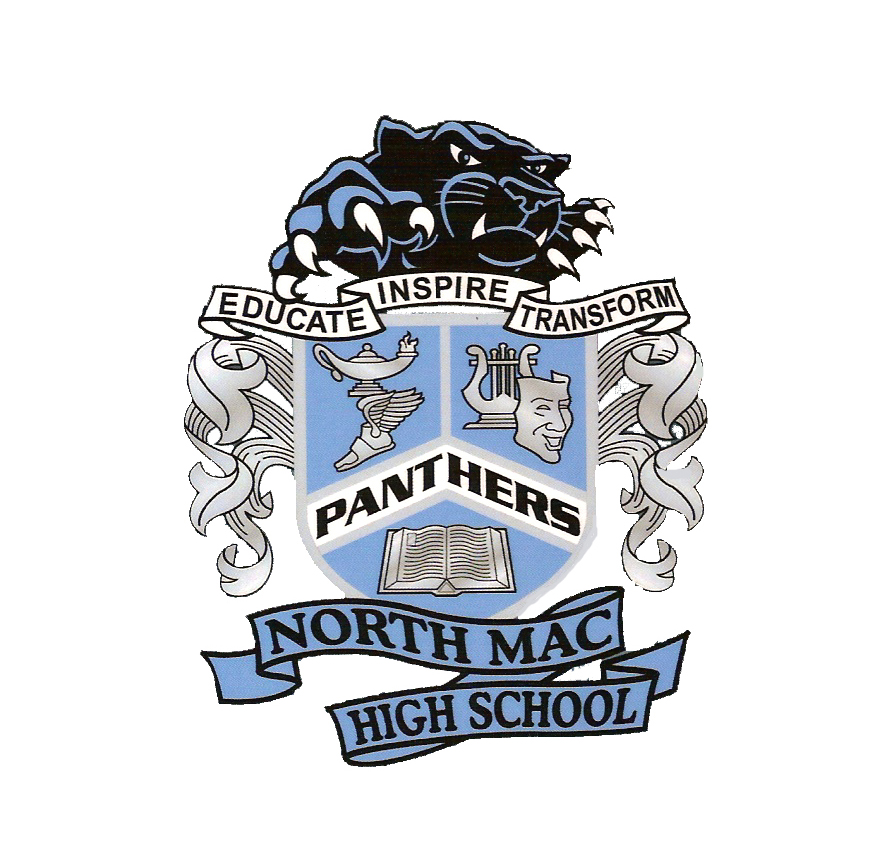 EDUCATE INSPIRE TRANSFORM
PANTHERS
NORTH MAC
HIGH SCHOOL